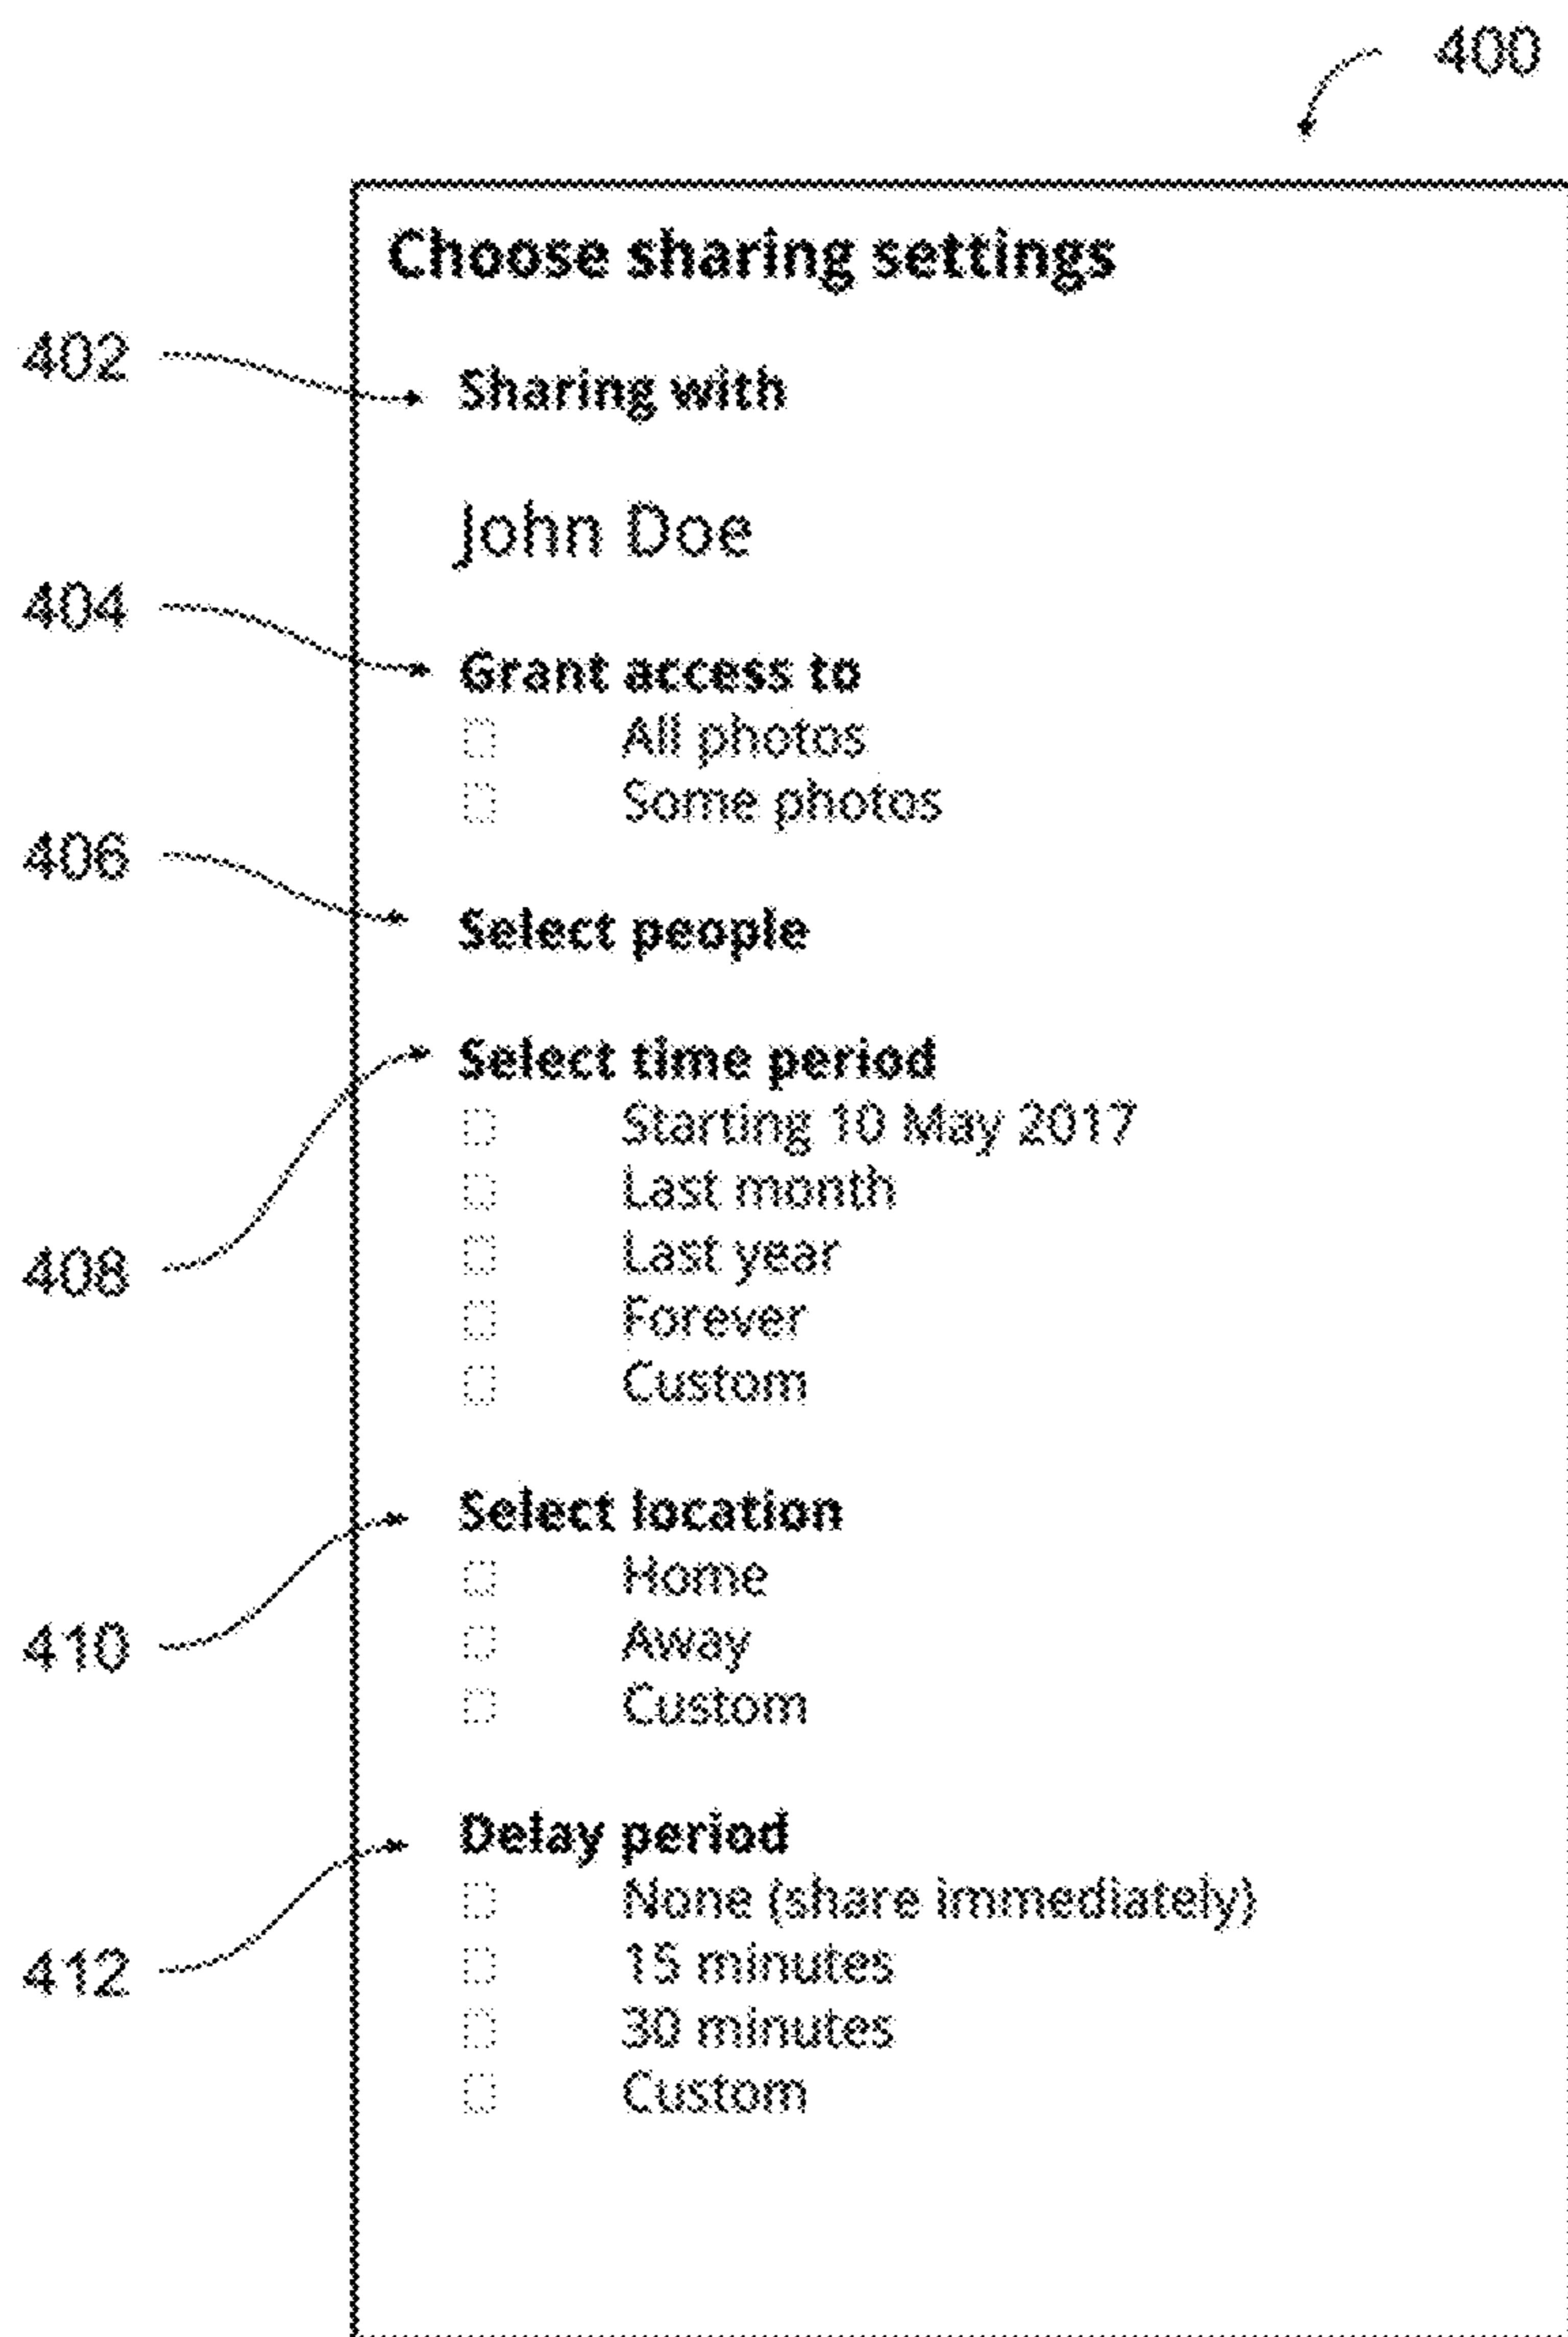 400
Choose sharing settings
402
Sharing with
John Doe
404
Grant access to
All photos
Some photos
406
Select people
Select time period
Starting 10 May 2017
Last month
Last year
408
Forever
Custom
Select location
Home
410
Away
Custom
Delay period
None (share immediately)
412
15 minutes
30 minutes
Custom